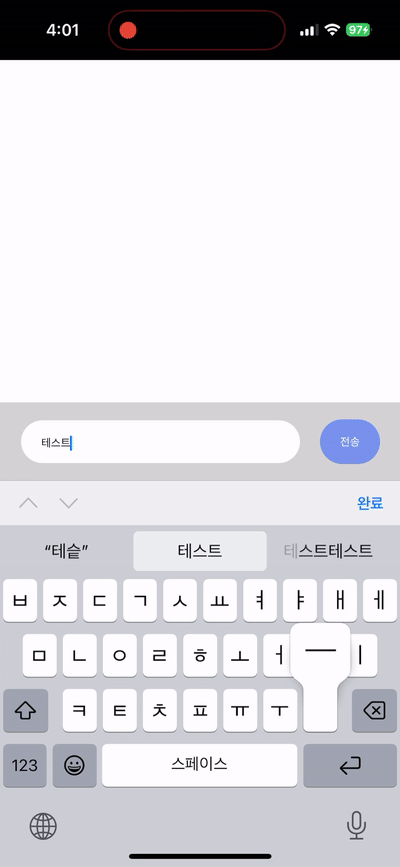 4:01
97
테스트
전송
완료
“테슽” 테스트 테스트테스트
ㅂ ㅈ ㄷ ㄱ ㅅ ㅛ ㅕ ㅑ ㅐ ㅔ
ㅁ ㄴ ㅇ ㄹ ㅎ ㅗ ㅓ ㅡ ㅣ
ㅋ ㅌ ㅊ ㅍ ㅠ ㅜ
123 스페이스